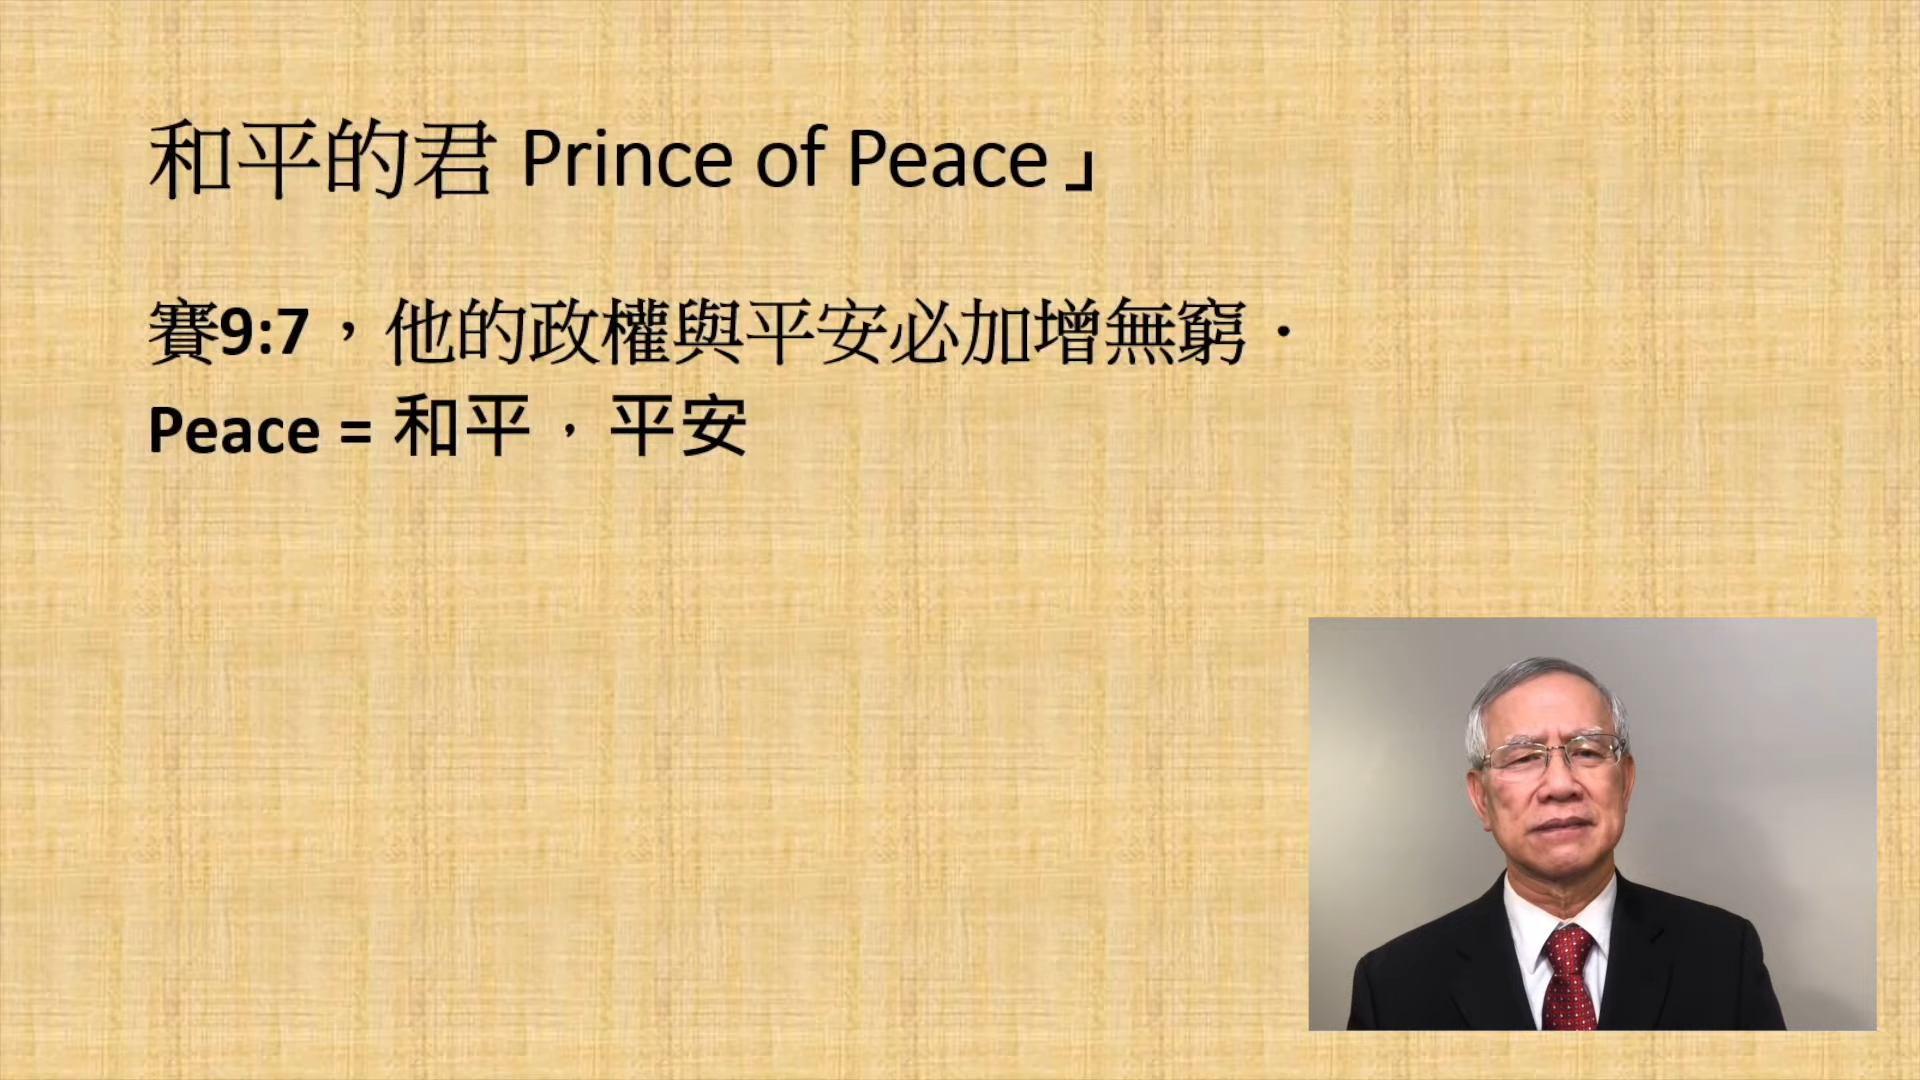 和平的君 Prince of Peace」
賽9:7，他的政權與平安必加增無窮．
Peace = 和平，平安